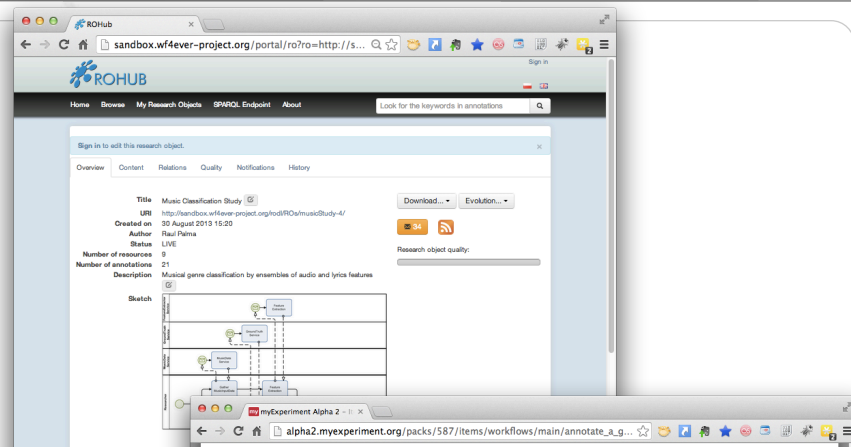 ROHub
sandbox.wf4ever-project.org/portal/ro?ro=http://s...
Sign in
ROHUB
Home Browse My Research Objects SPARQL Endpoint About
Look for the keywords in annotations
Sign in to edit this research object.
Overview Content Relations Quality Notifications History
Title Music Classification Study
Download... Evolution...
URI http://sandbox.wf4ever-project.org/rodl/ROs/musicStudy-4/
Created on 30 August 2013 15:20
Author Raul Palma
34
Status LIVE
Number of resources 9
Research object quality:
Number of annotations 21
Description Musical genre classification by ensembles of audio and lyrics features
Sketch
Feature Extraction
my myExperiment Alpha 2 -
alpha2.myexperiment.org/packs/587/items/workflows/main/annotate_a_g...
2